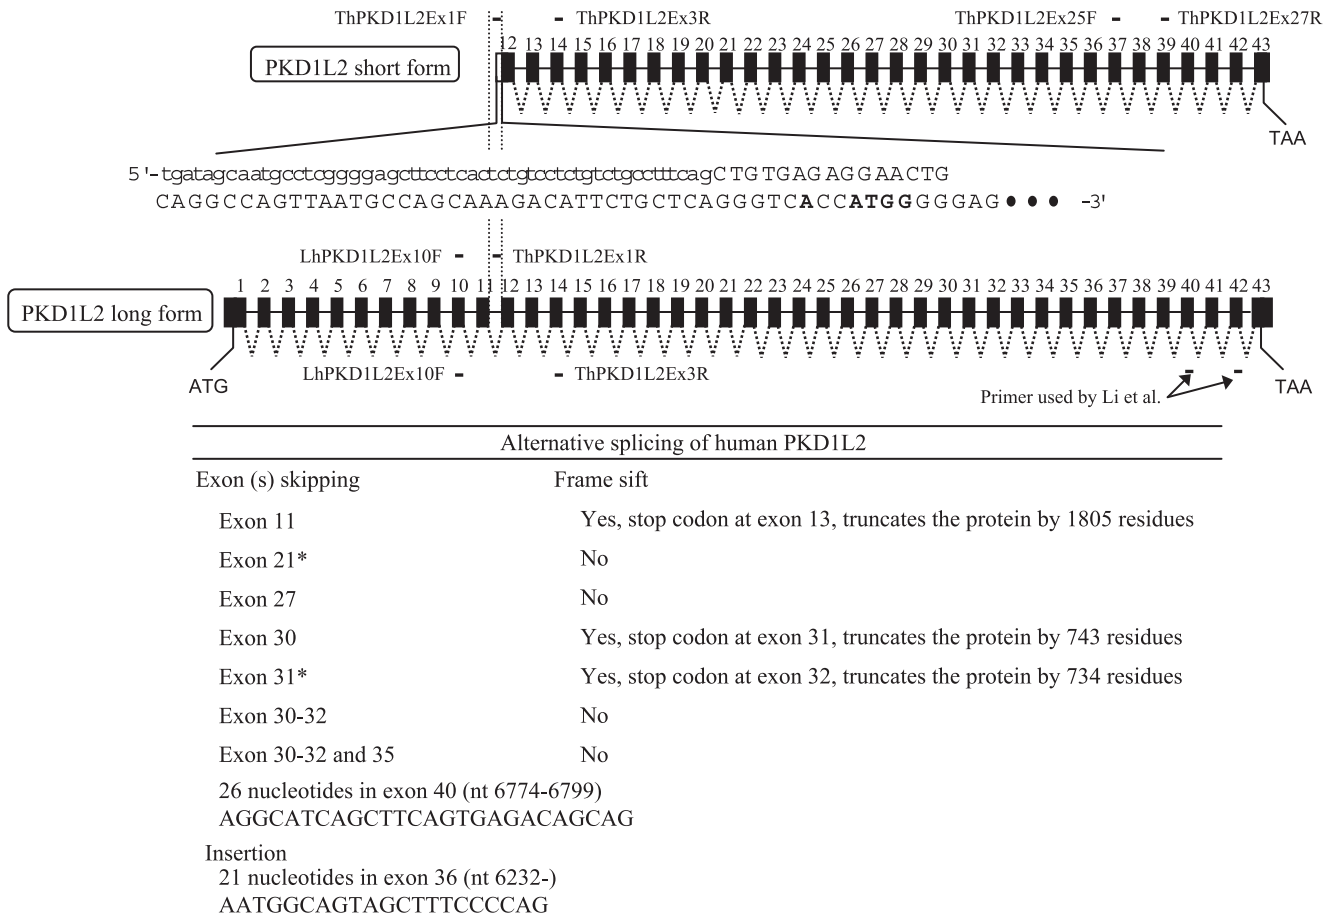 ThPKD1L2Ex1F ThPKD1L2Ex3R ThPKD1L2Ex25F ThPKD1L2Ex27R
12 13 14 15 16 17 18 19 20 21 22 23 24 25 26 27 28 29 30 31 32 33 34 35 36 37 38 39 40 41 42 43
PKD1L2 short form
TAA
5'-tgatagcaatgcctcggggagcttcctcactctgtcctctgtctgcctttcagCTGTGAGAGGAACTG
CAGGCCAGTTAATGCCAGCAAAGACATTCTGCTCAGGGTCACCATGGGGGAG••• -3'
LhPKD1L2Ex10F ThPKD1L2Ex1R
1 2 3 4 5 6 7 8 9 10 11 12 13 14 15 16 17 18 19 20 21 22 23 24 25 26 27 28 29 30 31 32 33 34 35 36 37 38 39 40 41 42 43
PKD1L2 long form
ATG LhPKD1L2Ex10F ThPKD1L2Ex3R TAA
Primer used by Li et al.
Alternative splicing of human PKD1L2
Exon (s) skipping Frame sift
Exon 11 Yes, stop codon at exon 13, truncates the protein by 1805 residues
Exon 21* No
Exon 27 No
Exon 30 Yes, stop codon at exon 31, truncates the protein by 743 residues
Exon 31* Yes, stop codon at exon 32, truncates the protein by 734 residues
Exon 30-32 No
Exon 30-32 and 35 No
26 nucleotides in exon 40 (nt 6774-6799)
AGGCATCAGCTTCAGTGAGACAGCAG
Insertion
21 nucleotides in exon 36 (nt 6232-)
AATGGCAGTAGCTTTCCCCAG